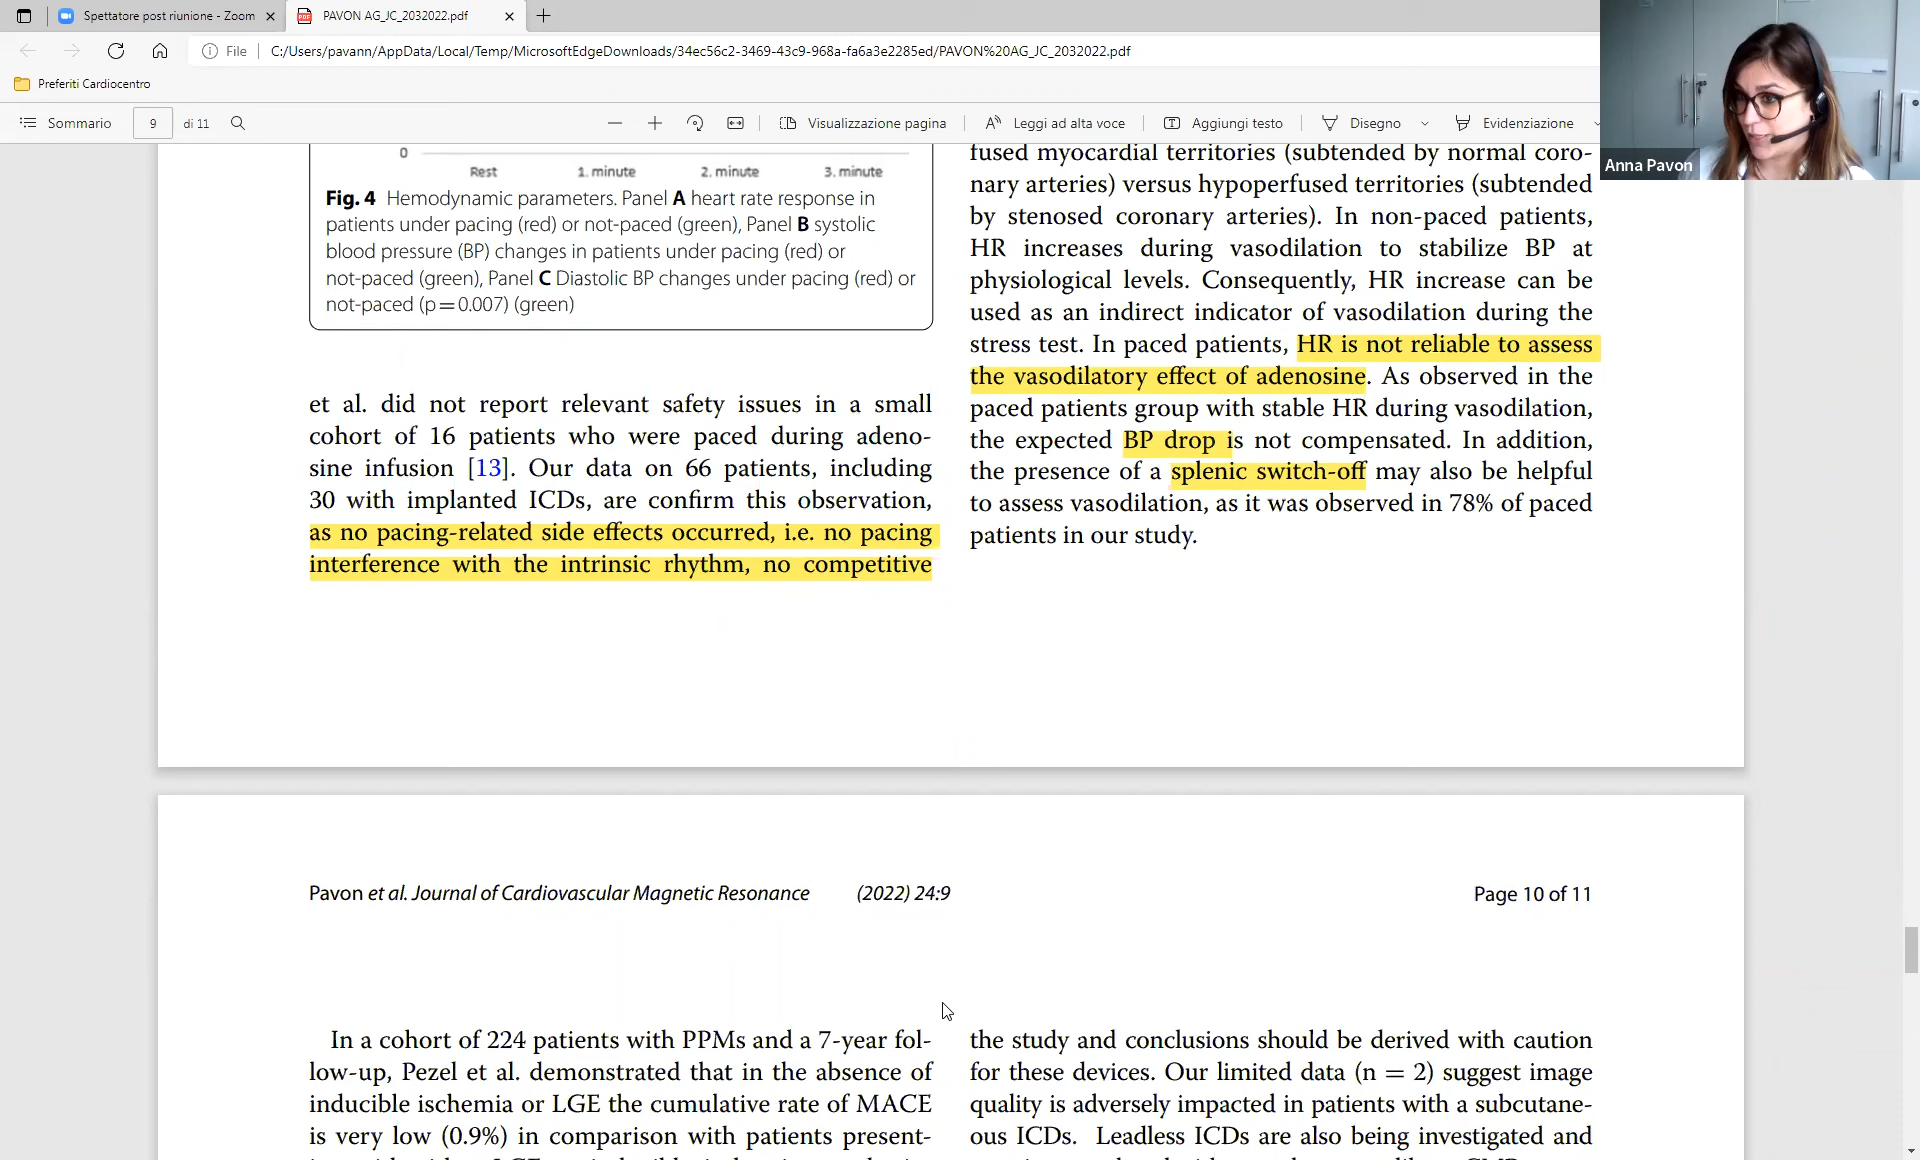 Spettatore post riunione - Zoom
PAVON AG_JC_2032022.pdf
File
C:/Users/pavann/AppData/Local/Temp/MicrosoftEdgeDownloads/34ec56c2-3469-43c9-968a-fa6a3e2285ed/PAVON%20AG_JC_2032022.pdf
Preferiti Cardiocentro
Sommario
9
di 11
Visualizzazione pagina
Leggi ad alta voce
Aggiungi testo
Disegno
Evidenziazione
Anna Pavon
0
Rest 1. minute 2. minute 3. minute
Fig. 4 Hemodynamic parameters. Panel A heart rate response in
patients under pacing (red) or not-paced (green), Panel B systolic
blood pressure (BP) changes in patients under pacing (red) or
not-paced (green), Panel C Diastolic BP changes under pacing (red) or
not-paced (p = 0.007) (green)
et al. did not report relevant safety issues in a small
cohort of 16 patients who were paced during adeno-
sine infusion [13]. Our data on 66 patients, including
30 with implanted ICDs, are confirm this observation,
as no pacing-related side effects occurred, i.e. no pacing
interference with the intrinsic rhythm, no competitive
fused myocardial territories (subtended by normal coro-
nary arteries) versus hypoperfused territories (subtended
by stenosed coronary arteries). In non-paced patients,
HR increases during vasodilation to stabilize BP at
physiological levels. Consequently, HR increase can be
used as an indirect indicator of vasodilation during the
stress test. In paced patients, HR is not reliable to assess
the vasodilatory effect of adenosine. As observed in the
paced patients group with stable HR during vasodilation,
the expected BP drop is not compensated. In addition,
the presence of a splenic switch-off may also be helpful
to assess vasodilation, as it was observed in 78% of paced
patients in our study.
Pavon et al. Journal of Cardiovascular Magnetic Resonance (2022) 24:9
Page 10 of 11
In a cohort of 224 patients with PPMs and a 7-year fol-
low-up, Pezel et al. demonstrated that in the absence of
inducible ischemia or LGE the cumulative rate of MACE
is very low (0.9%) in comparison with patients present-
the study and conclusions should be derived with caution
for these devices. Our limited data (n = 2) suggest image
quality is adversely impacted in patients with a subcutane-
ous ICDs. Leadless ICDs are also being investigated and